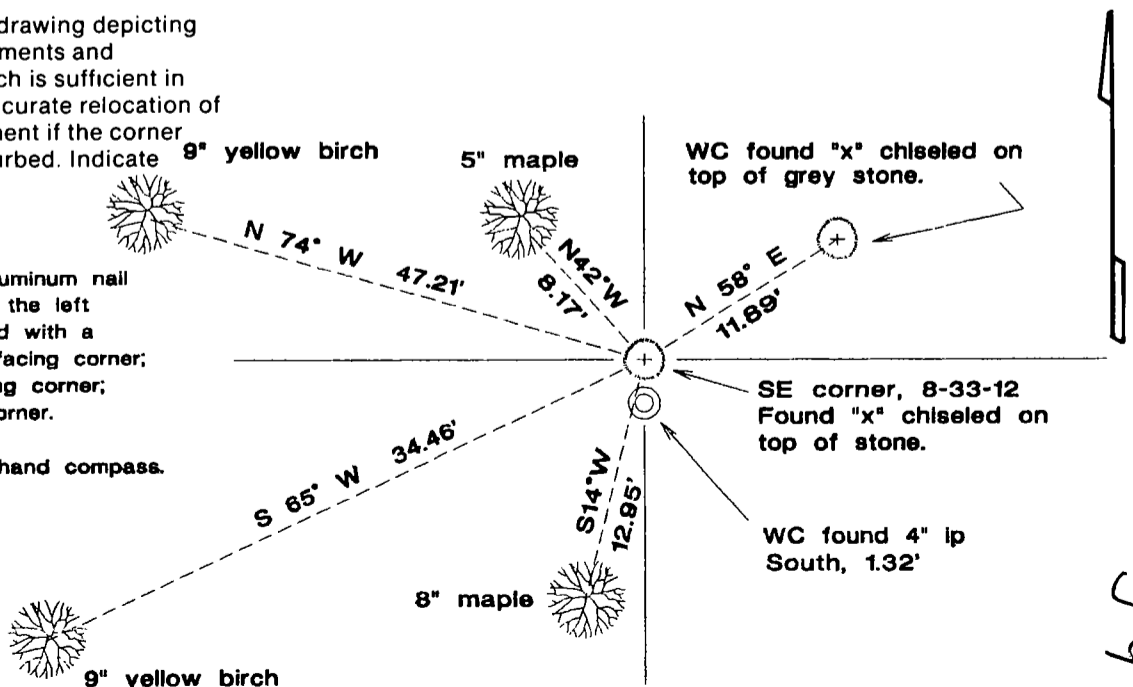 drawing depicting
ments and
ch is sufficient in
curate relocation of
nent if the corner
urbed. Indicate
9" yellow birch
5" maple
WC found "x" chiseled on
top of grey stone.
N 74° W 47.21'
N42°W
8.17'
N 58° E
11.89'
uminum nail
the left
d with a
facing corner;
ng corner;
orner.
hand compass.
SE corner, 8-33-12
Found "x" chiseled on
top of stone.
S 65° W 34.46'
S14°W
12.95'
WC found 4" ip
South, 1.32'
8" maple
9" yellow birch